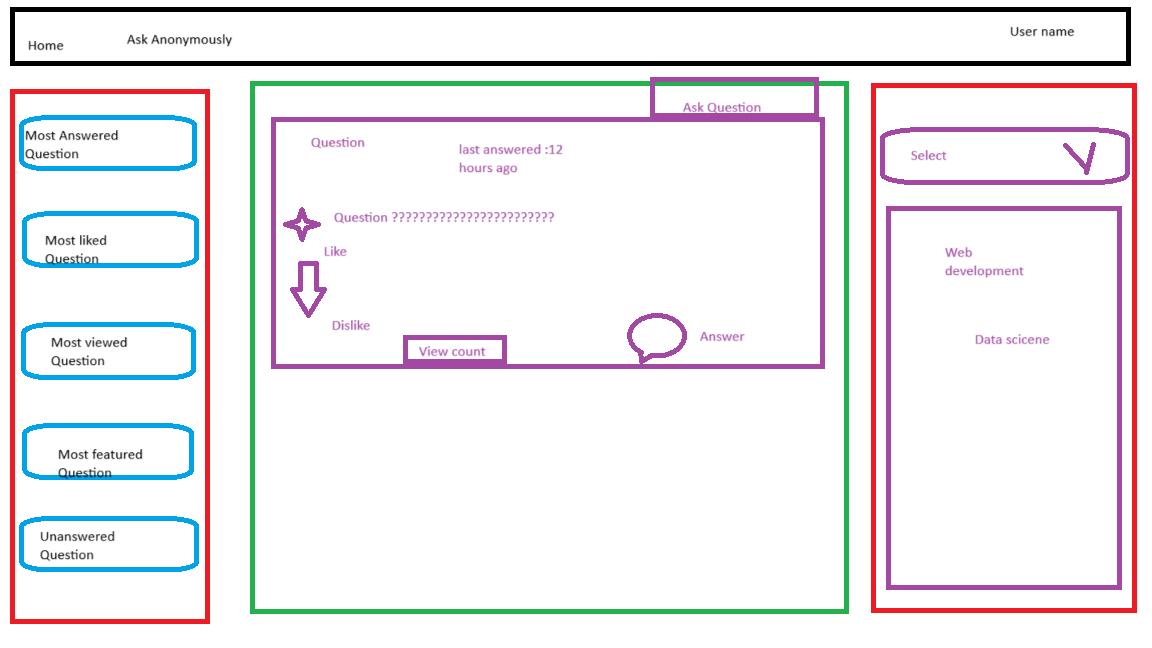 Home
Ask Anonymously
User name
Most Answered
Question
Most liked
Question
Most viewed
Question
Most featured
Question
Unanswered
Question
Ask Question
Question
last answered :12
hours ago
Question ????????????????????????
Like
Dislike
View count
Answer
Select
Web
development
Data scicene